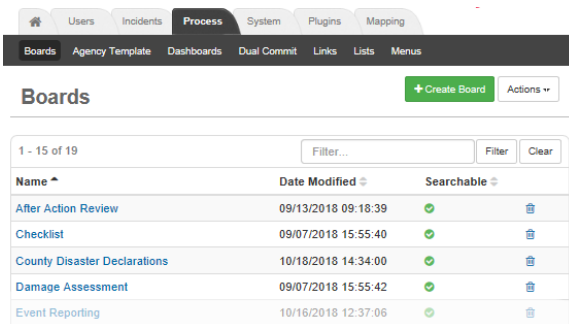 Users Incidents Process System Plugins Mapping
Boards Agency Template Dashboards Dual Commit Links Lists Menus
Boards
Create Board Actions
1 - 15 of 19 Filter... Filter Clear
Name Date Modified Searchable
After Action Review 09/13/2018 09:18:39
Checklist 09/07/2018 15:55:40
County Disaster Declarations 10/18/2018 14:34:00
Damage Assessment 09/07/2018 15:55:42
Event Reporting 10/16/2018 12:37:06